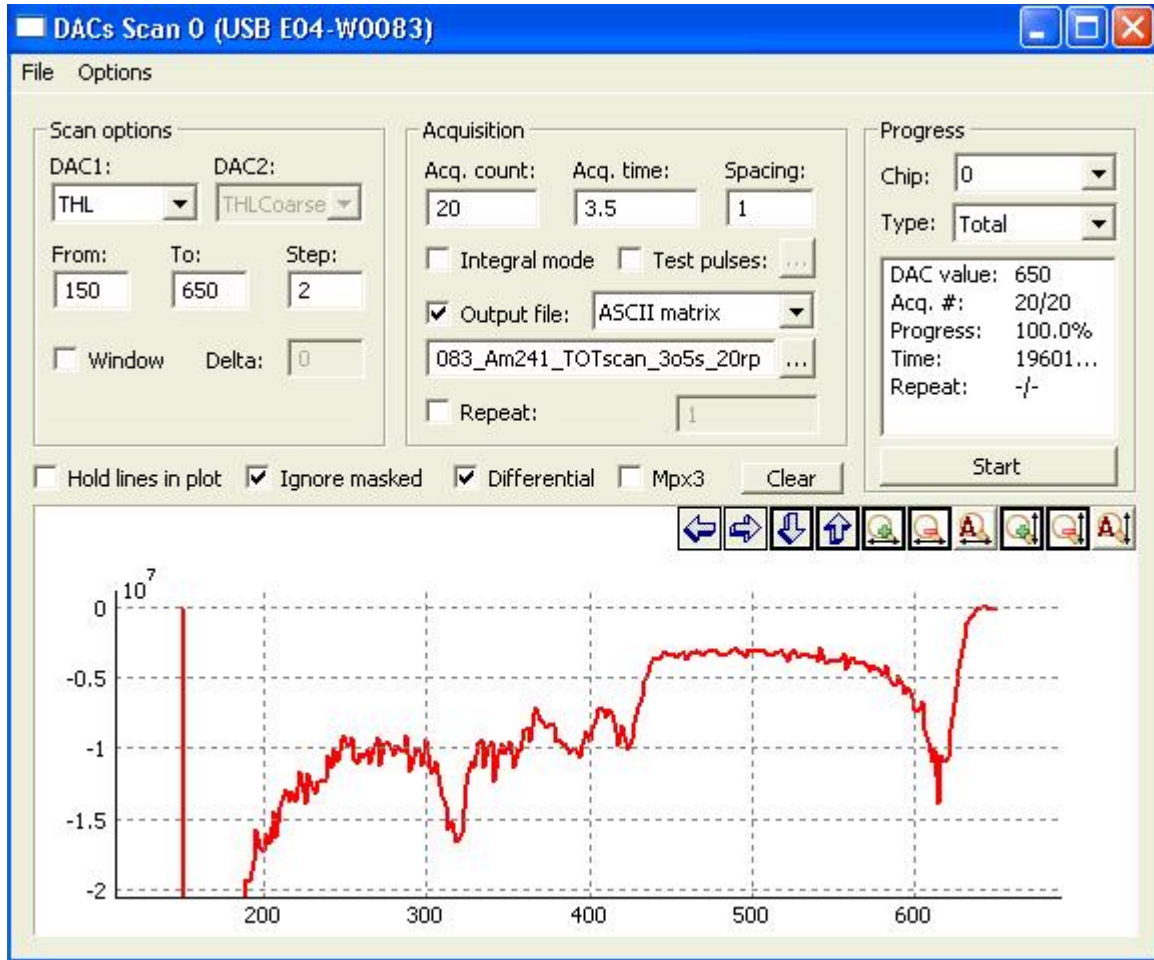 DACs Scan 0 (USB E04-W0083)
File Options
Scan options
DAC1: DAC2:
THL THLCoarse
From: To: Step:
150 650 2
Window Delta: 0
Acquisition
Acq. count: Acq. time: Spacing:
20 3.5 1
Integral mode Test pulses: ...
Output file: ASCII matrix
083_Am241_TOTscan_3o5s_20rp ...
Repeat: 1
Progress
Chip: 0
Type: Total
DAC value: 650
Acq. #: 20/20
Progress: 100.0%
Time: 19601...
Repeat: -/-
Start
Hold lines in plot Ignore masked Differential Mpx3 Clear
A A
10^7
0
-0.5
-1
-1.5
-2
200 300 400 500 600